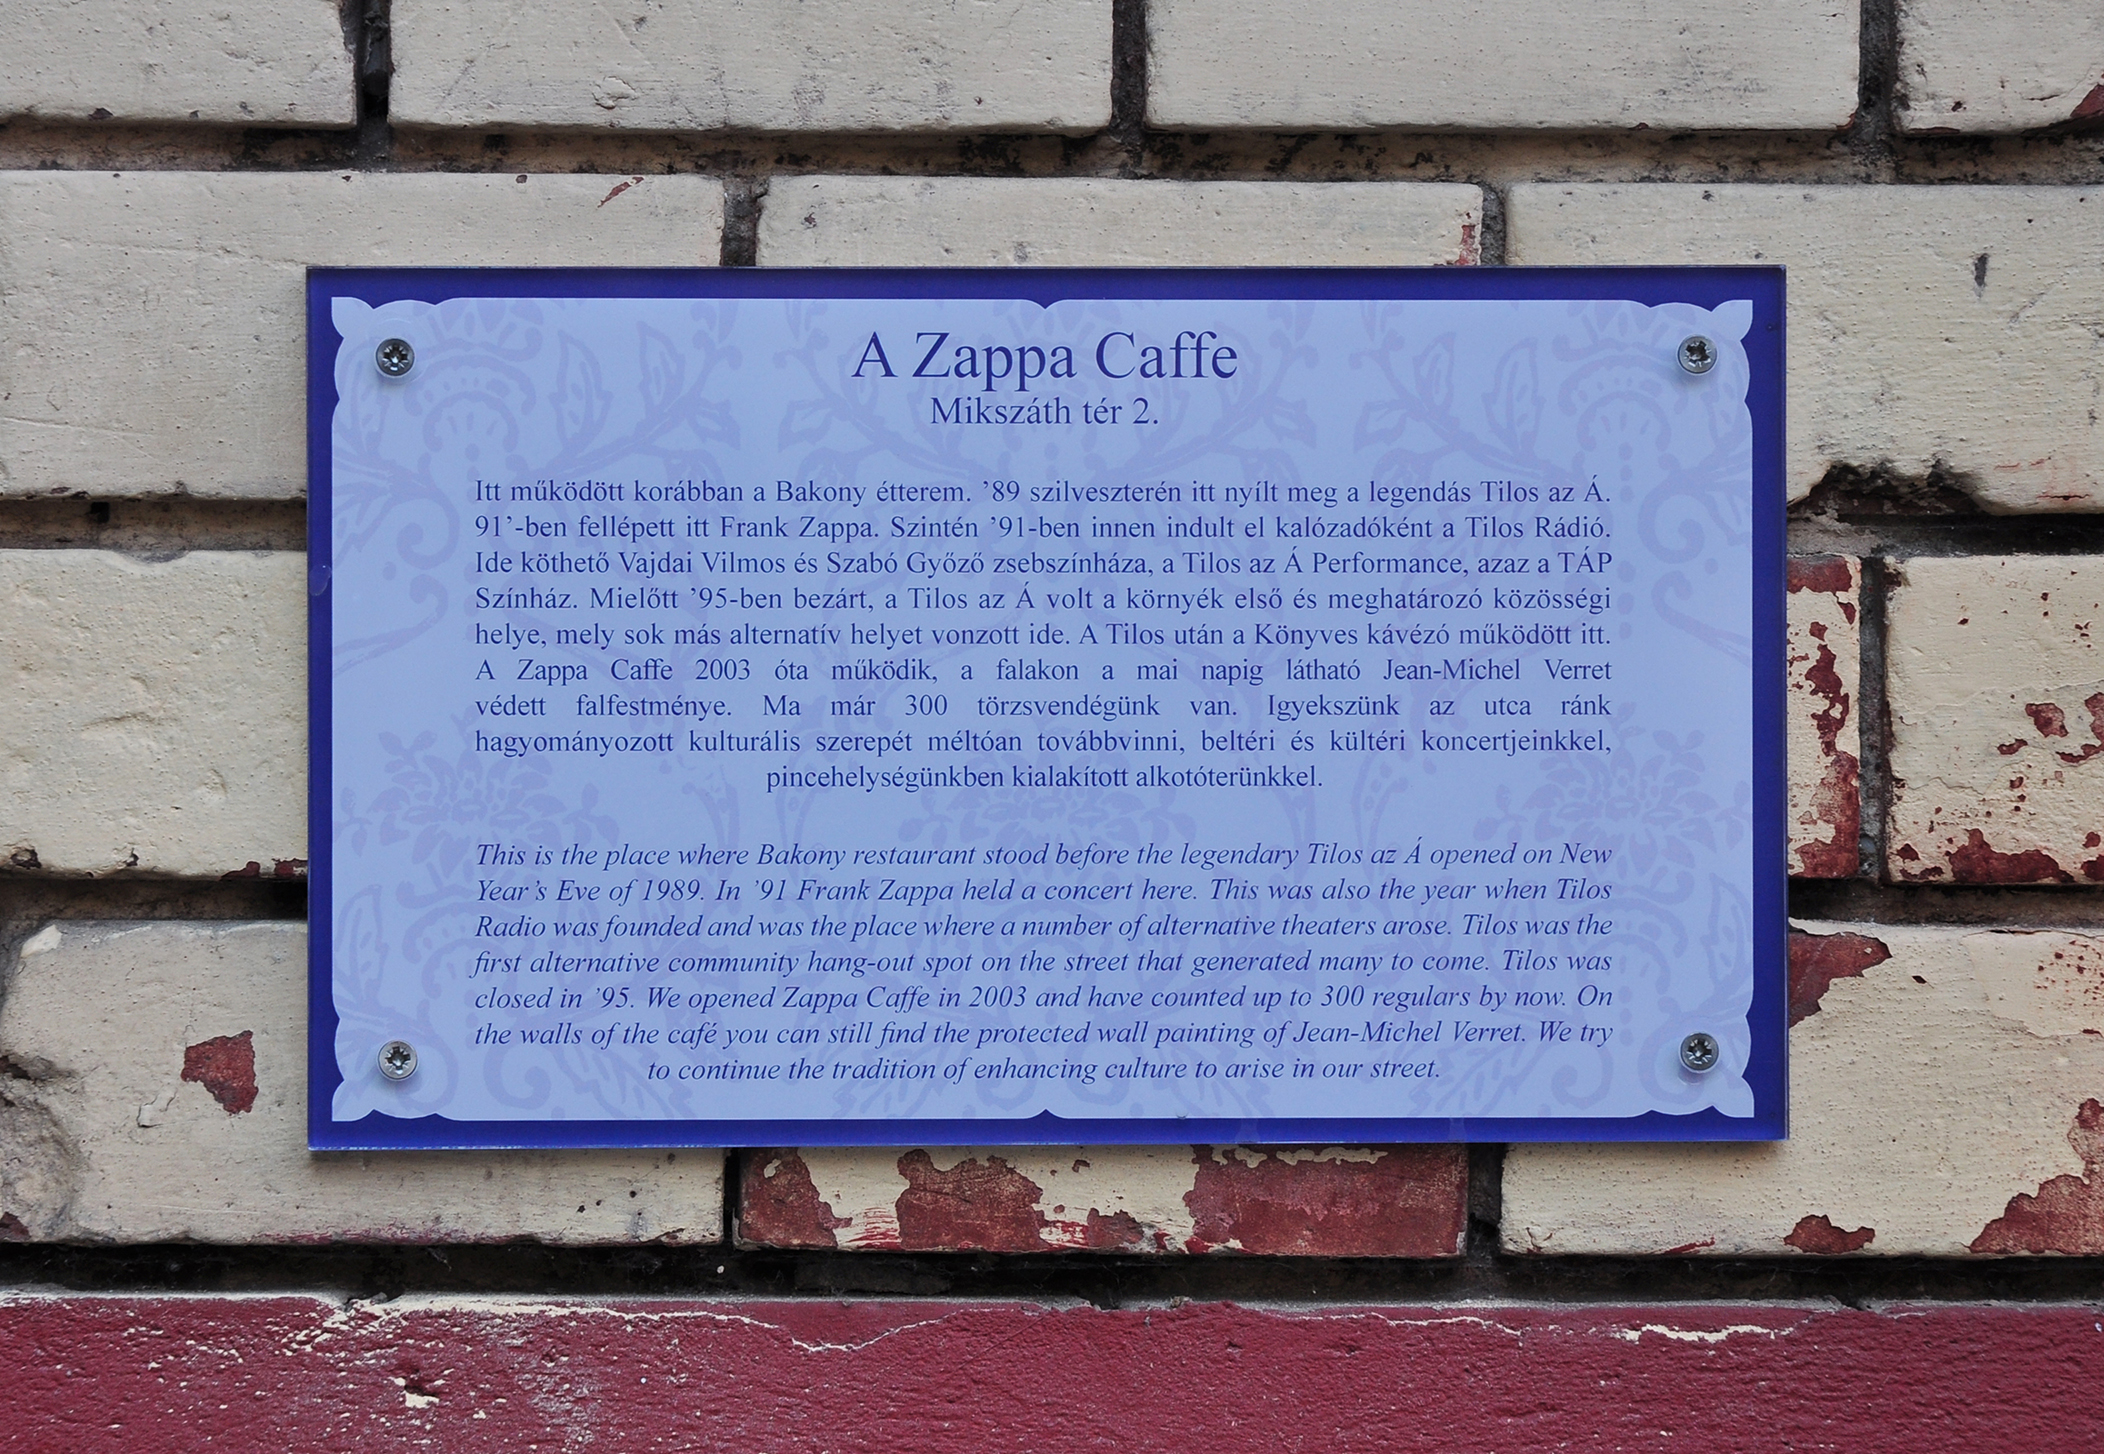 A Zappa Caffe
Mikszáth tér 2.
Itt működött korábban a Bakony étterem. ’89 szilveszterén itt nyílt meg a legendás Tilos az Á.
91’-ben fellépett itt Frank Zappa. Szintén ’91-ben innen indult el kalózadóként a Tilos Rádió.
Ide köthető Vajdai Vilmos és Szabó Győző zsebszínháza, a Tilos az Á Performance, azaz a TÁP
Színház. Mielőtt ’95-ben bezárt, a Tilos az Á volt a környék első és meghatározó közösségi
helye, mely sok más alternatív helyet vonzott ide. A Tilos után a Könyves kávézó működött itt.
A Zappa Caffe 2003 óta működik, a falakon a mai napig látható Jean-Michel Verret
védett falfestménye. Ma már 300 törzsvendégünk van. Igyekszünk az utca ránk
hagyományozott kulturális szerepét méltóan továbbvinni, beltéri és kültéri koncertjeinkkel,
pincehelységünkben kialakított alkotóterünkkel.
This is the place where Bakony restaurant stood before the legendary Tilos az Á opened on New
Year’s Eve of 1989. In ’91 Frank Zappa held a concert here. This was also the year when Tilos
Radio was founded and was the place where a number of alternative theaters arose. Tilos was the
first alternative community hang-out spot on the street that generated many to come. Tilos was
closed in ’95. We opened Zappa Caffe in 2003 and have counted up to 300 regulars by now. On
the walls of the café you can still find the protected wall painting of Jean-Michel Verret. We try
to continue the tradition of enhancing culture to arise in our street.